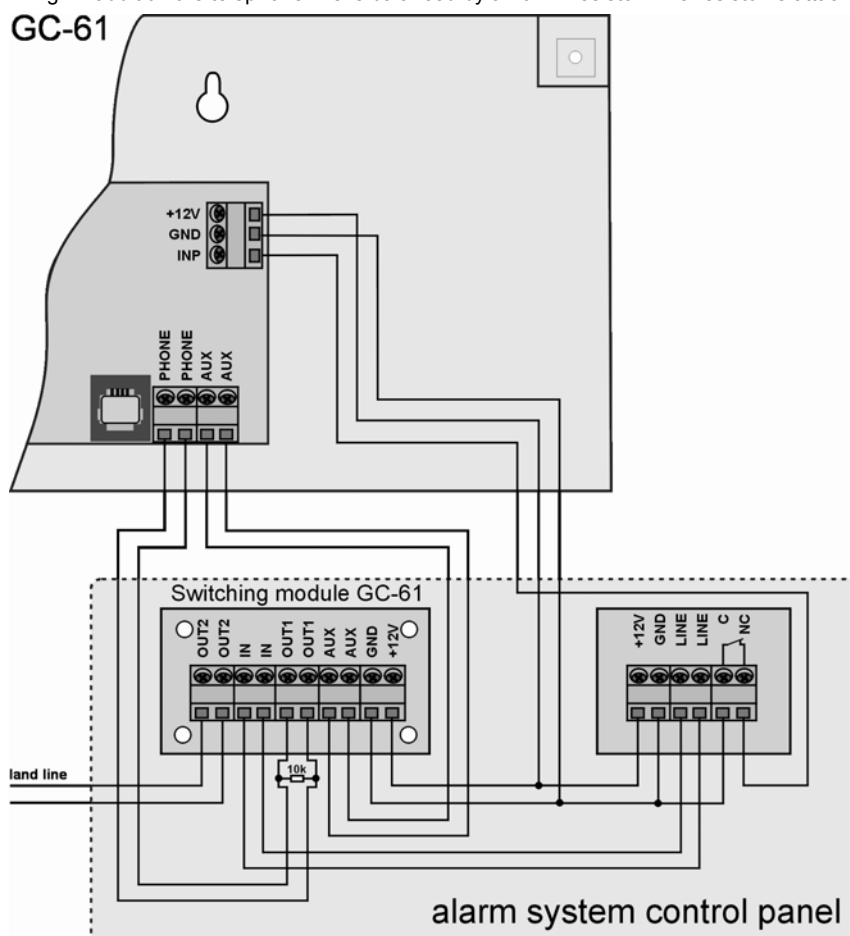 GC-61
+12V
GND
INP
PHONE
PHONE
AUX
AUX
Switching module GC-61
OUT2
OUT2
IN
IN
OUT1
OUT1
AUX
AUX
GND
+12V
+12V
GND
LINE
LINE
C
NC
10k
land line
alarm system control panel